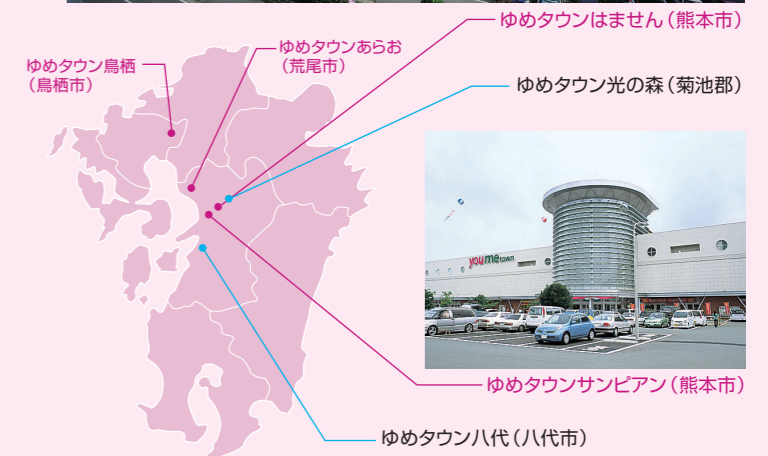 ゆめタウンはません(熊本市)
ゆめタウンあらお
(荒尾市)
ゆめタウン鳥栖
(鳥栖市)
ゆめタウン光の森(菊池郡)
youmetown
ゆめタウンサンピアン(熊本市)
ゆめタウン八代(八代市)